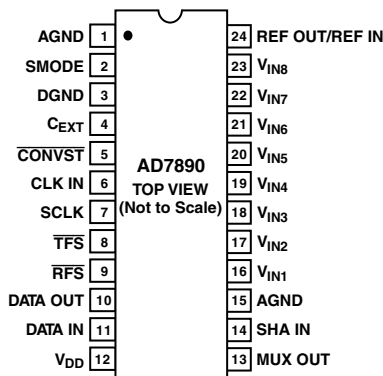 AGND 1
SMODE 2
DGND 3
CEXT 4
CONVST 5
CLK IN 6
SCLK 7
TFS 8
RFS 9
DATA OUT 10
DATA IN 11
VDD 12
AD7890
TOP VIEW
(Not to Scale)
24 REF OUT/REF IN
23 VIN8
22 VIN7
21 VIN6
20 VIN5
19 VIN4
18 VIN3
17 VIN2
16 VIN1
15 AGND
14 SHA IN
13 MUX OUT